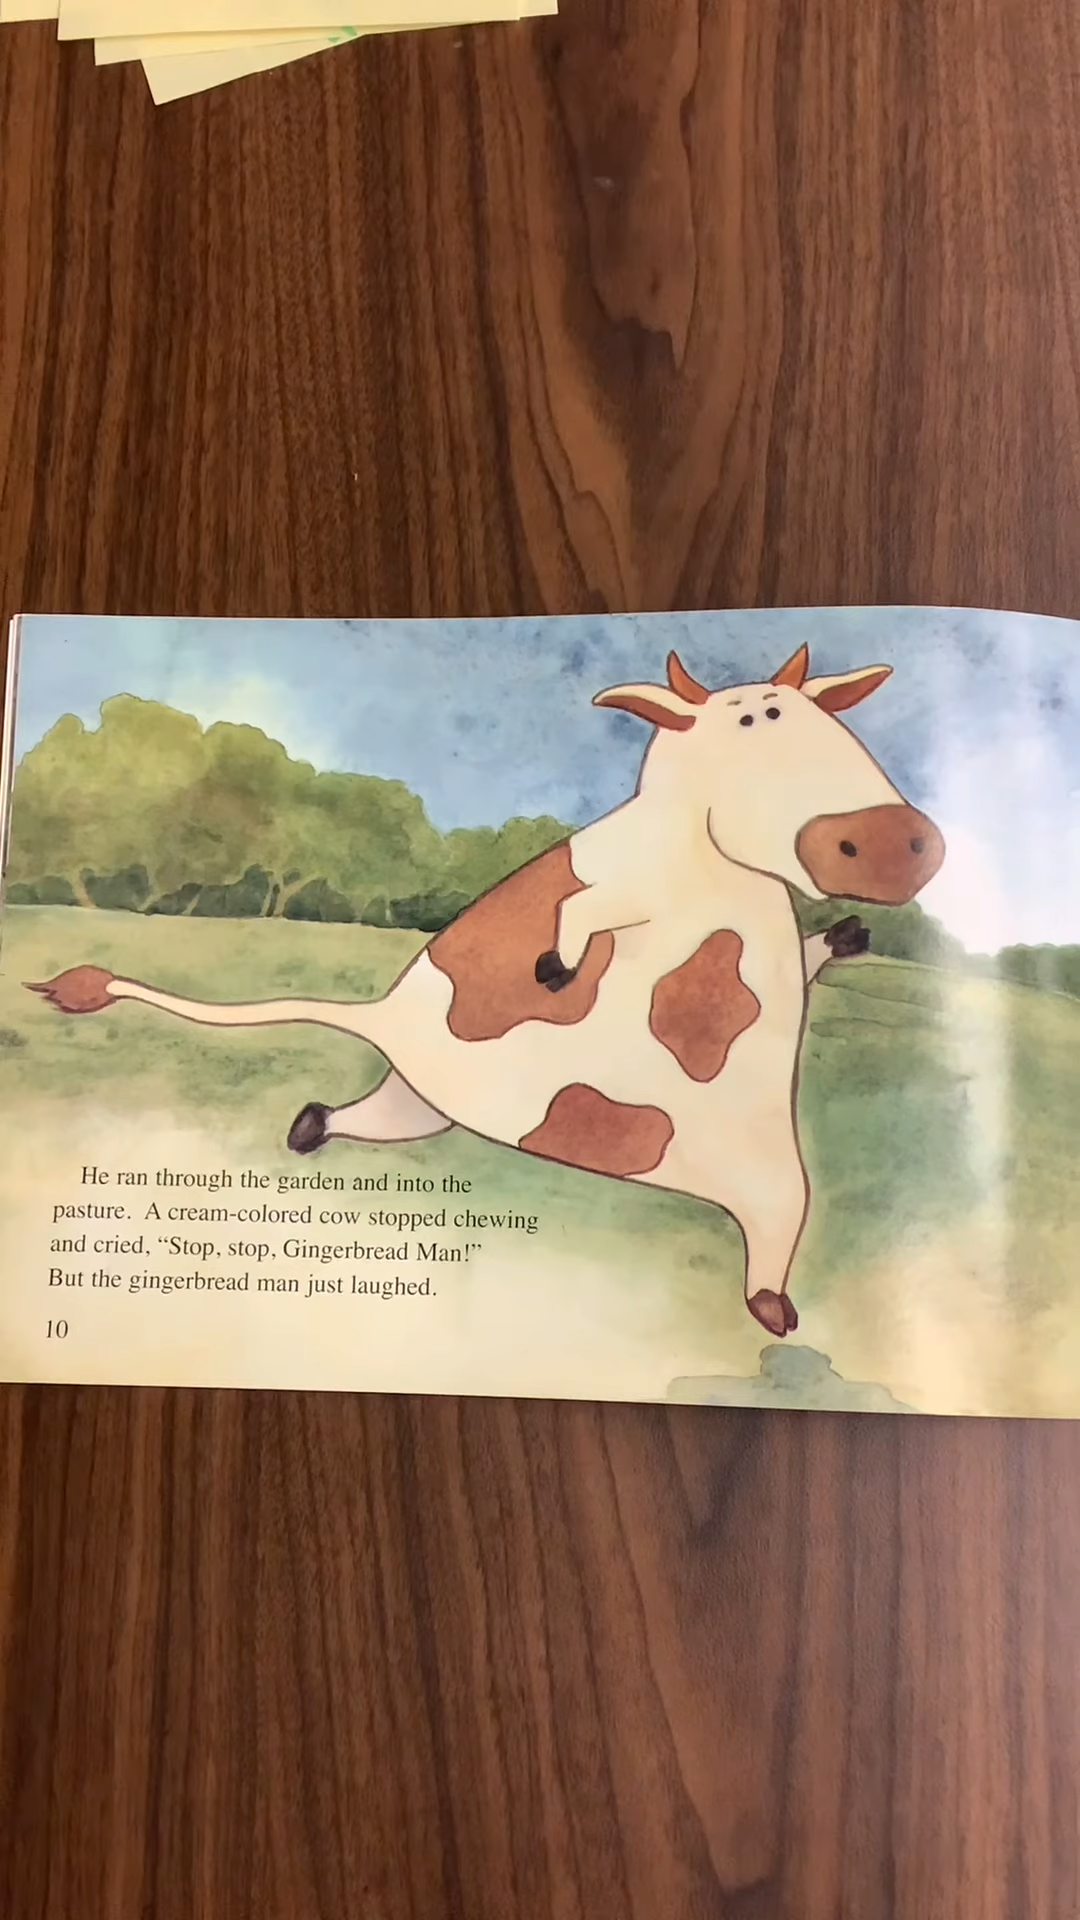 He ran through the garden and into the
pasture. A cream-colored cow stopped chewing
and cried, “Stop, stop, Gingerbread Man!”
But the gingerbread man just laughed.
10